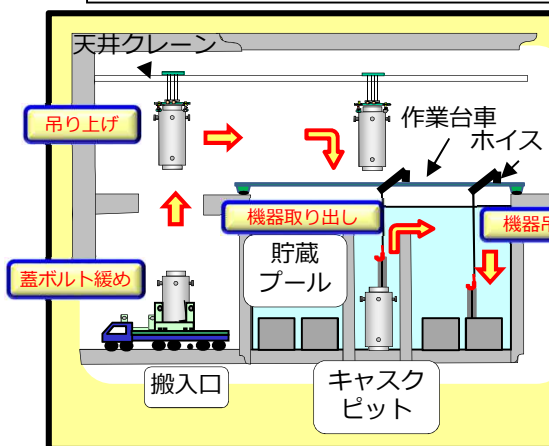 天井クレーン
吊り上げ
作業台車
ホイス
機器取り出し
機器吊
貯蔵
プール
蓋ボルト緩め
搬入口
キャスク
ピット